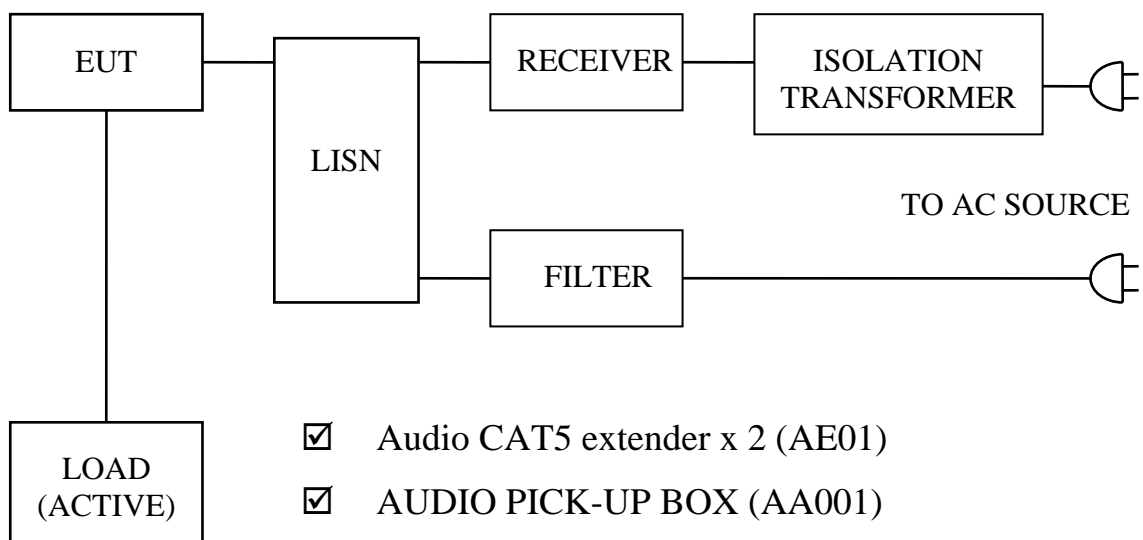 EUT
LISN
RECEIVER
ISOLATION
TRANSFORMER
TO AC SOURCE
FILTER
LOAD
(ACTIVE)
☑ Audio CAT5 extender x 2 (AE01)
☑ AUDIO PICK-UP BOX (AA001)